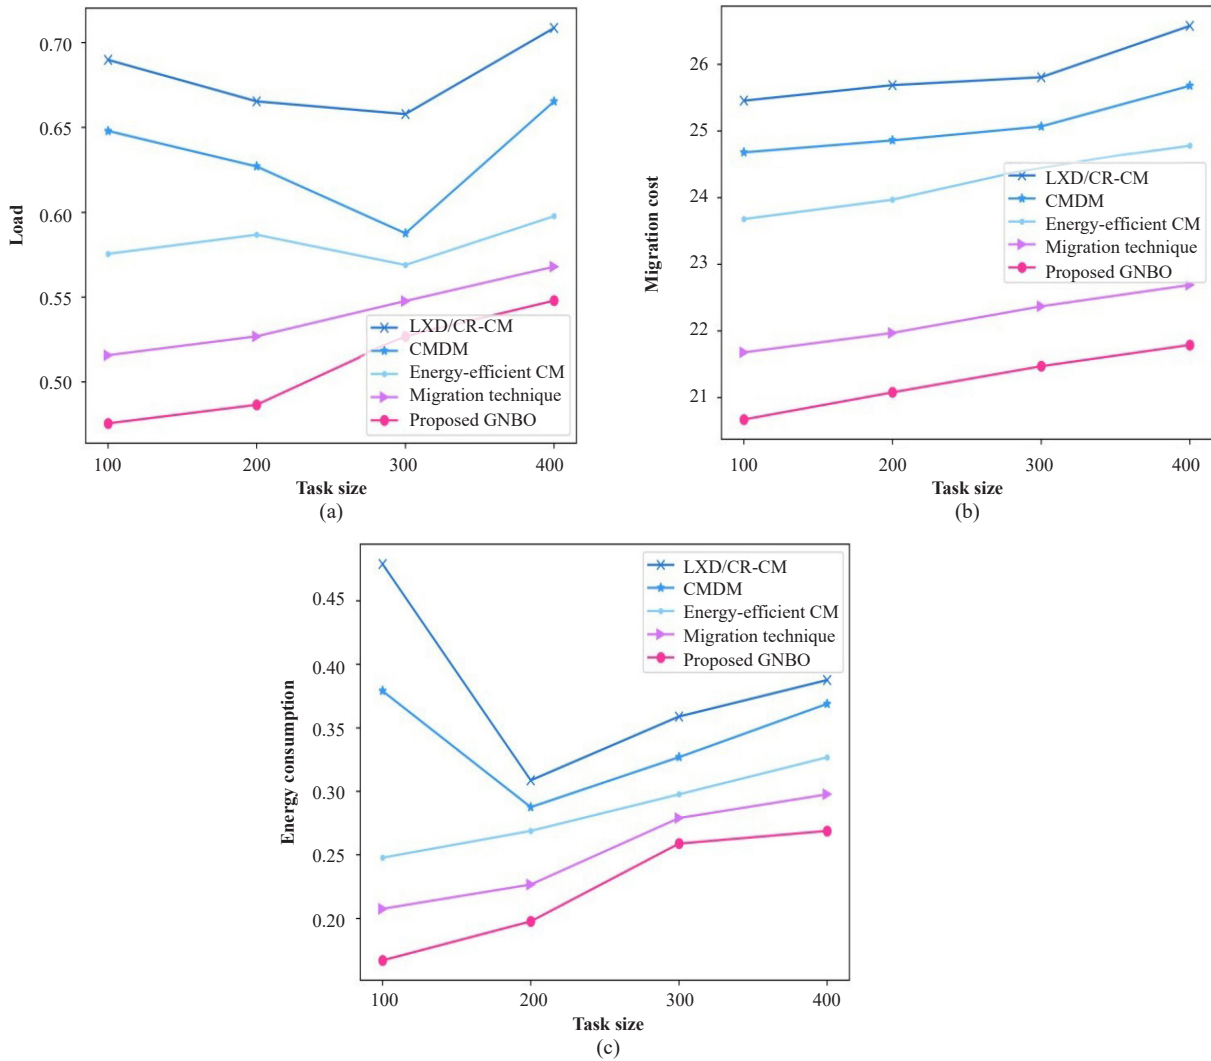 0.70
0.65
0.60
0.55
0.50
Load
LXD/CR-CM
CMDM
Energy-efficient CM
Migration technique
Proposed GNBO
100 200 300 400
Task size
(a)
26
25
24
23
22
21
Migration cost
LXD/CR-CM
CMDM
Energy-efficient CM
Migration technique
Proposed GNBO
100 200 300 400
Task size
(b)
0.45
0.40
0.35
0.30
0.25
0.20
Energy consumption
LXD/CR-CM
CMDM
Energy-efficient CM
Migration technique
Proposed GNBO
100 200 300 400
Task size
(c)